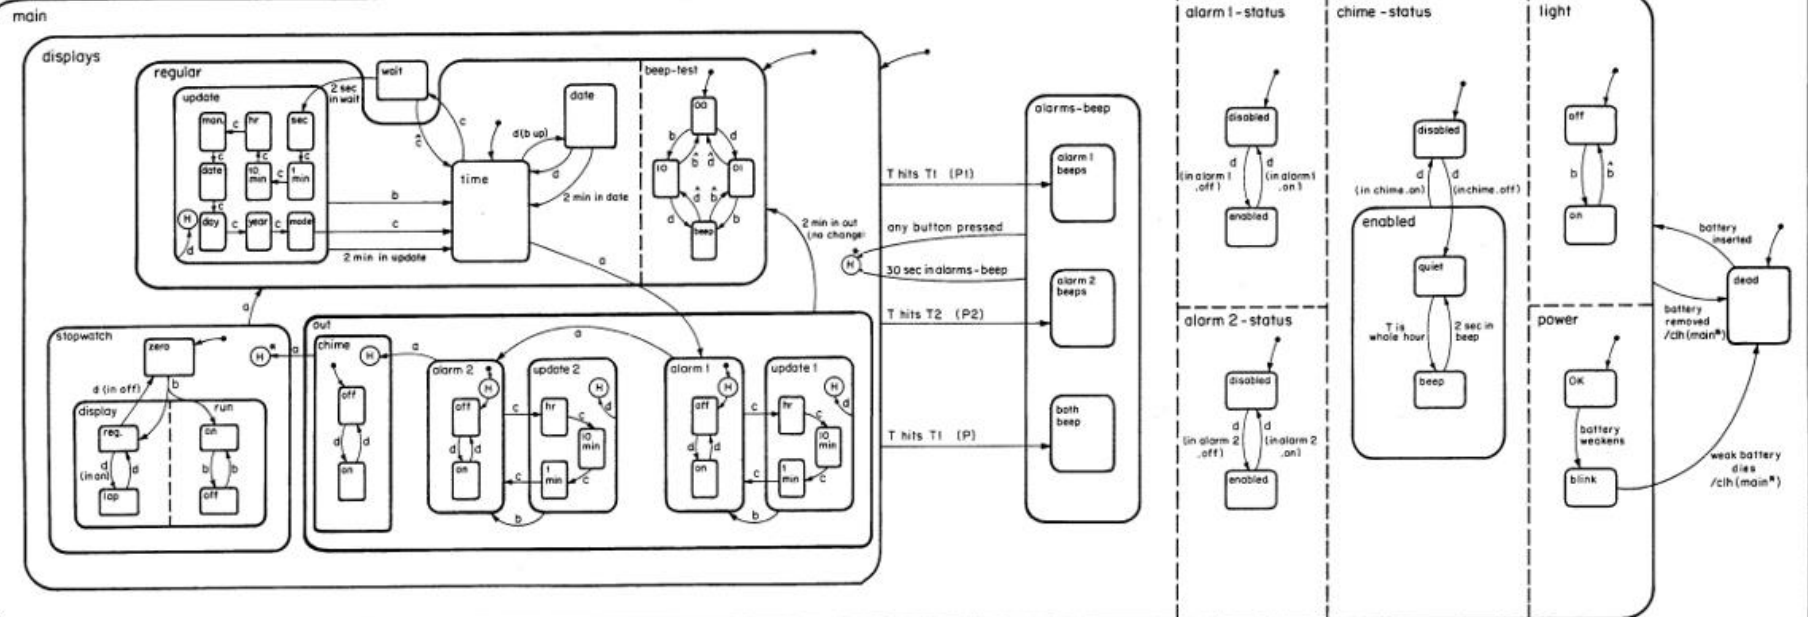 main
displays
regular
wait
2 sec
in wait
update
mon.
c
hr
sec
c
c
c
date
10
min
c
1
min
c
H
d
day
c
year
c
mode
c
ĉ
d(b up)
date
d
2 min in date
time
b
c
2 min in update
a
beep-test
00
b
d
b̂
d̂
10
01
d̂
b̂
d
b
beep
2 min in out
(no change)
a
stopwatch
zero
H*
a
d (in off)
b
display
run
reg.
on
d
(in on)
d
b
b
lap
off
out
chime
H
a
off
d
d
on
a
alarm 2
H
off
d
d
on
c
c
b
update 2
H
d
hr
c
10
min
c
1
min
alarm 1
H
off
d
d
on
c
c
b
update 1
H
d
hr
c
10
min
c
1
min
T hits T1 (P1)
any button pressed
H
*
30 sec in alarms-beep
T hits T2 (P2)
T hits T1 (P)
alarms-beep
alarm 1
beeps
alarm 2
beeps
both
beep
alarm 1-status
disabled
d
d
(in alarm 1
.off)
(in alarm 1
.on)
enabled
alarm 2-status
disabled
d
d
(in alarm 2
.off)
(in alarm 2
.on)
enabled
chime-status
disabled
d
d
(in chime.on)
(in chime.off)
enabled
quiet
T is
whole hour
2 sec in
beep
beep
light
off
b
b̂
on
power
OK
battery
weakens
blink
battery
inserted
dead
battery
removed
/clh(main*)
weak battery
dies
/clh(main*)